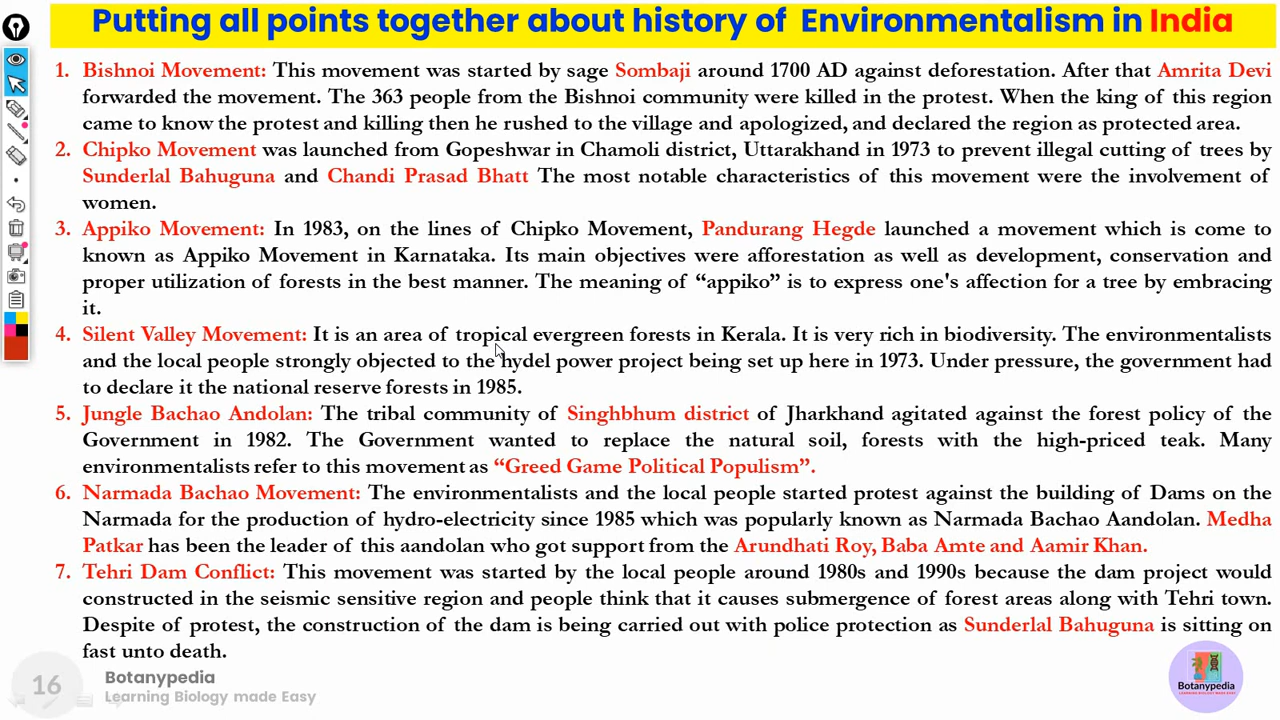 Putting all points together about history of Environmentalism in India
1. Bishnoi Movement: This movement was started by sage Sombaji around 1700 AD against deforestation. After that Amrita Devi
forwarded the movement. The 363 people from the Bishnoi community were killed in the protest. When the king of this region
came to know the protest and killing then he rushed to the village and apologized, and declared the region as protected area.
2. Chipko Movement was launched from Gopeshwar in Chamoli district, Uttarakhand in 1973 to prevent illegal cutting of trees by
Sunderlal Bahuguna and Chandi Prasad Bhatt The most notable characteristics of this movement were the involvement of
women.
3. Appiko Movement: In 1983, on the lines of Chipko Movement, Pandurang Hegde launched a movement which is come to
known as Appiko Movement in Karnataka. Its main objectives were afforestation as well as development, conservation and
proper utilization of forests in the best manner. The meaning of “appiko” is to express one's affection for a tree by embracing
it.
4. Silent Valley Movement: It is an area of tropical evergreen forests in Kerala. It is very rich in biodiversity. The environmentalists
and the local people strongly objected to the hydel power project being set up here in 1973. Under pressure, the government had
to declare it the national reserve forests in 1985.
5. Jungle Bachao Andolan: The tribal community of Singhbhum district of Jharkhand agitated against the forest policy of the
Government in 1982. The Government wanted to replace the natural soil, forests with the high-priced teak. Many
environmentalists refer to this movement as “Greed Game Political Populism”.
6. Narmada Bachao Movement: The environmentalists and the local people started protest against the building of Dams on the
Narmada for the production of hydro-electricity since 1985 which was popularly known as Narmada Bachao Aandolan. Medha
Patkar has been the leader of this aandolan who got support from the Arundhati Roy, Baba Amte and Aamir Khan.
7. Tehri Dam Conflict: This movement was started by the local people around 1980s and 1990s because the dam project would
constructed in the seismic sensitive region and people think that it causes submergence of forest areas along with Tehri town.
Despite of protest, the construction of the dam is being carried out with police protection as Sunderlal Bahuguna is sitting on
fast unto death.
16
Botanypedia
Learning Biology made Easy
Botanypedia
LEARNING BIOLOGY MADE EASY